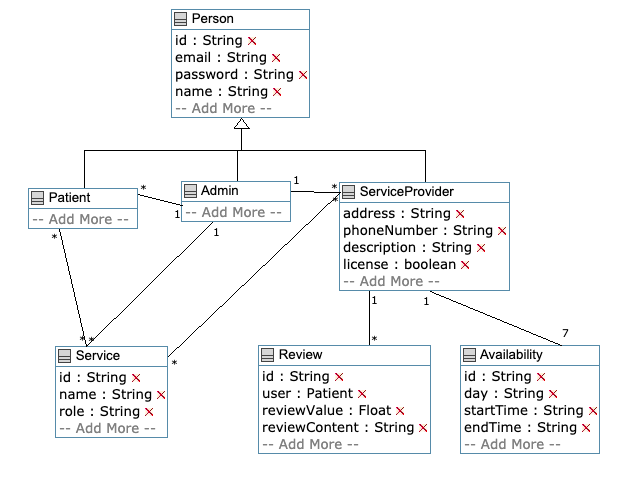 Person
id : String ×
email : String ×
password : String ×
name : String ×
-- Add More --
Patient
-- Add More --
*
1
Admin
-- Add More --
1
*
ServiceProvider
address : String ×
phoneNumber : String ×
description : String ×
license : boolean ×
-- Add More --
*
1
*
1
1
7
* *
*
*
Service
id : String ×
name : String ×
role : String ×
-- Add More --
Review
id : String ×
user : Patient ×
reviewValue : Float ×
reviewContent : String ×
-- Add More --
Availability
id : String ×
day : String ×
startTime : String ×
endTime : String ×
-- Add More --